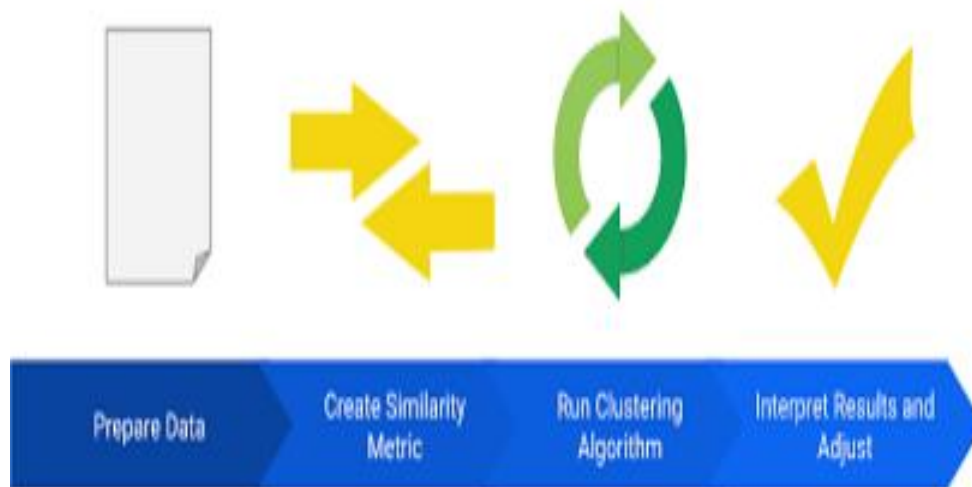 Prepare Data
Create Similarity
Metric
Run Clustering
Algorithm
Interpret Results and
Adjust